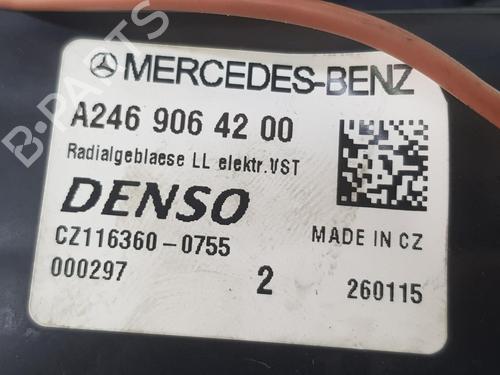 MERCEDES-BENZ
A246 906 42 00
Radialgeblaese LL elektr.VST
DENSO
MADE IN CZ
CZ116360-0755
000297
2
260115
B-PARTS